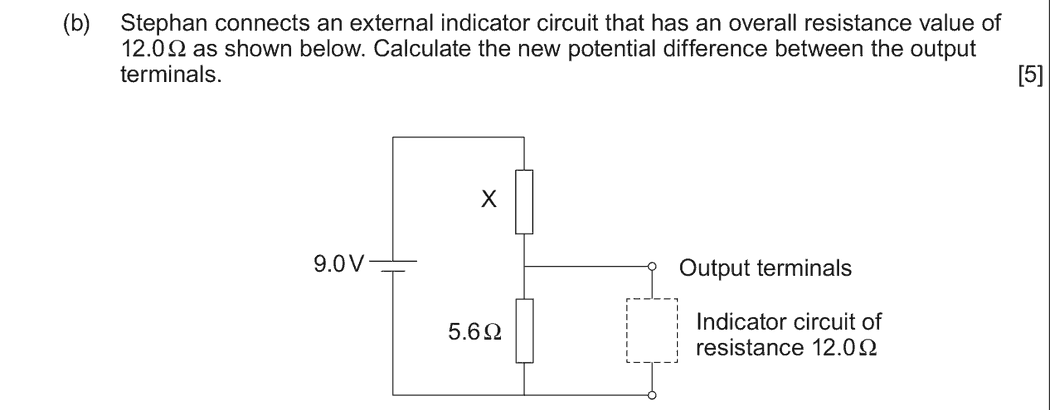 (b) Stephan connects an external indicator circuit that has an overall resistance value of
12.0Ω as shown below. Calculate the new potential difference between the output
terminals. [5]
X
9.0V
Output terminals
5.6Ω
Indicator circuit of
resistance 12.0Ω